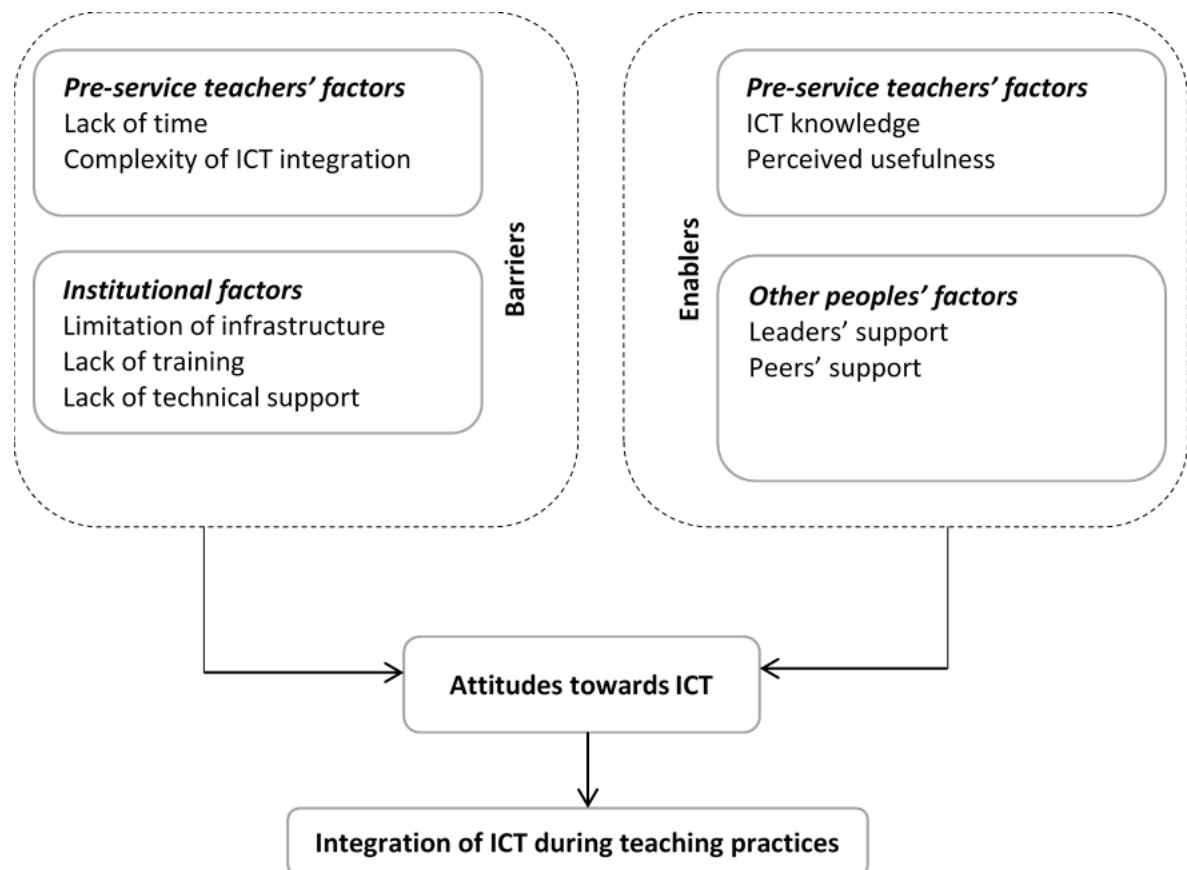 Pre-service teachers’ factors
Lack of time
Complexity of ICT integration
Institutional factors
Limitation of infrastructure
Lack of training
Lack of technical support
Barriers
Enablers
Pre-service teachers’ factors
ICT knowledge
Perceived usefulness
Other peoples’ factors
Leaders’ support
Peers’ support
Attitudes towards ICT
Integration of ICT during teaching practices